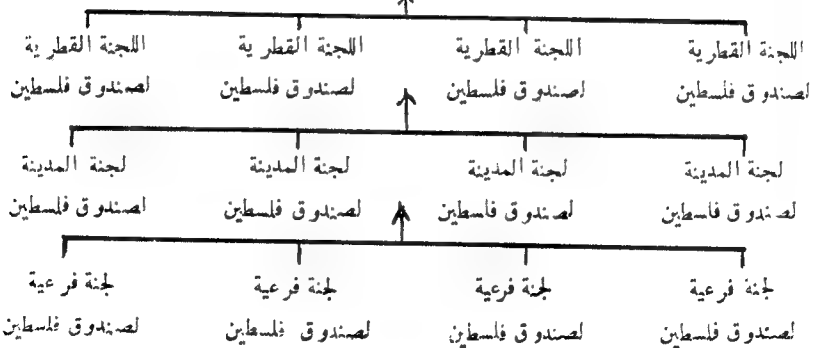 اللجنة القطرية اللجنة القطرية اللجنة القطرية اللجنة القطرية
لصندوق فلسطين لصندوق فلسطين لصندوق فلسطين لصندوق فلسطين
لجنة المدينة لجنة المدينة لجنة المدينة لجنة المدينة
لصندوق فلسطين لصندوق فلسطين لصندوق فلسطين لصندوق فلسطين
لجنة فرعية لجنة فرعية لجنة فرعية لجنة فرعية
لصندوق فلسطين لصندوق فلسطين لصندوق فلسطين لصندوق فلسطين